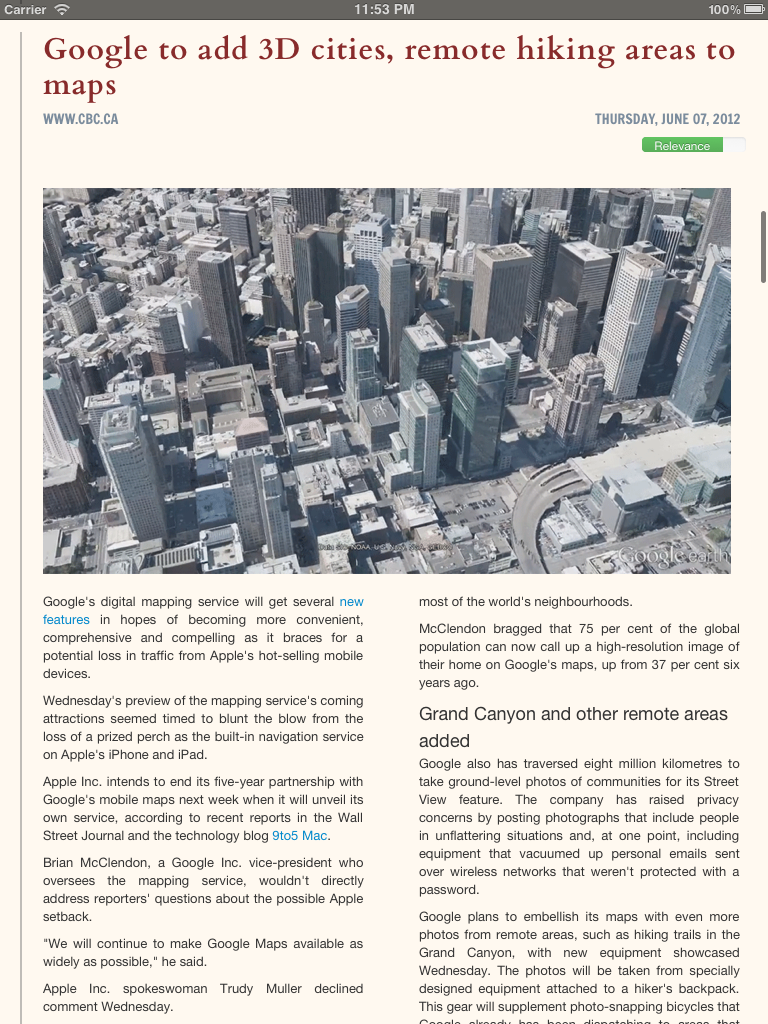 Carrier 11:53 PM 100%
Google to add 3D cities, remote hiking areas to
maps
WWW.CBC.CA THURSDAY, JUNE 07, 2012
Relevance
Google earth
Google's digital mapping service will get several new
features in hopes of becoming more convenient,
comprehensive and compelling as it braces for a
potential loss in traffic from Apple's hot-selling mobile
devices.
Wednesday's preview of the mapping service's coming
attractions seemed timed to blunt the blow from the
loss of a prized perch as the built-in navigation service
on Apple's iPhone and iPad.
Apple Inc. intends to end its five-year partnership with
Google's mobile maps next week when it will unveil its
own service, according to recent reports in the Wall
Street Journal and the technology blog 9to5 Mac.
Brian McClendon, a Google Inc. vice-president who
oversees the mapping service, wouldn't directly
address reporters' questions about the possible Apple
setback.
"We will continue to make Google Maps available as
widely as possible," he said.
Apple Inc. spokeswoman Trudy Muller declined
comment Wednesday.
most of the world's neighbourhoods.
McClendon bragged that 75 per cent of the global
population can now call up a high-resolution image of
their home on Google's maps, up from 37 per cent six
years ago.
Grand Canyon and other remote areas
added
Google also has traversed eight million kilometres to
take ground-level photos of communities for its Street
View feature. The company has raised privacy
concerns by posting photographs that include people
in unflattering situations and, at one point, including
equipment that vacuumed up personal emails sent
over wireless networks that weren't protected with a
password.
Google plans to embellish its maps with even more
photos from remote areas, such as hiking trails in the
Grand Canyon, with new equipment showcased
Wednesday. The photos will be taken from specially
designed equipment attached to a hiker's backpack.
This gear will supplement photo-snapping bicycles that
Google already has been dispatching to areas that